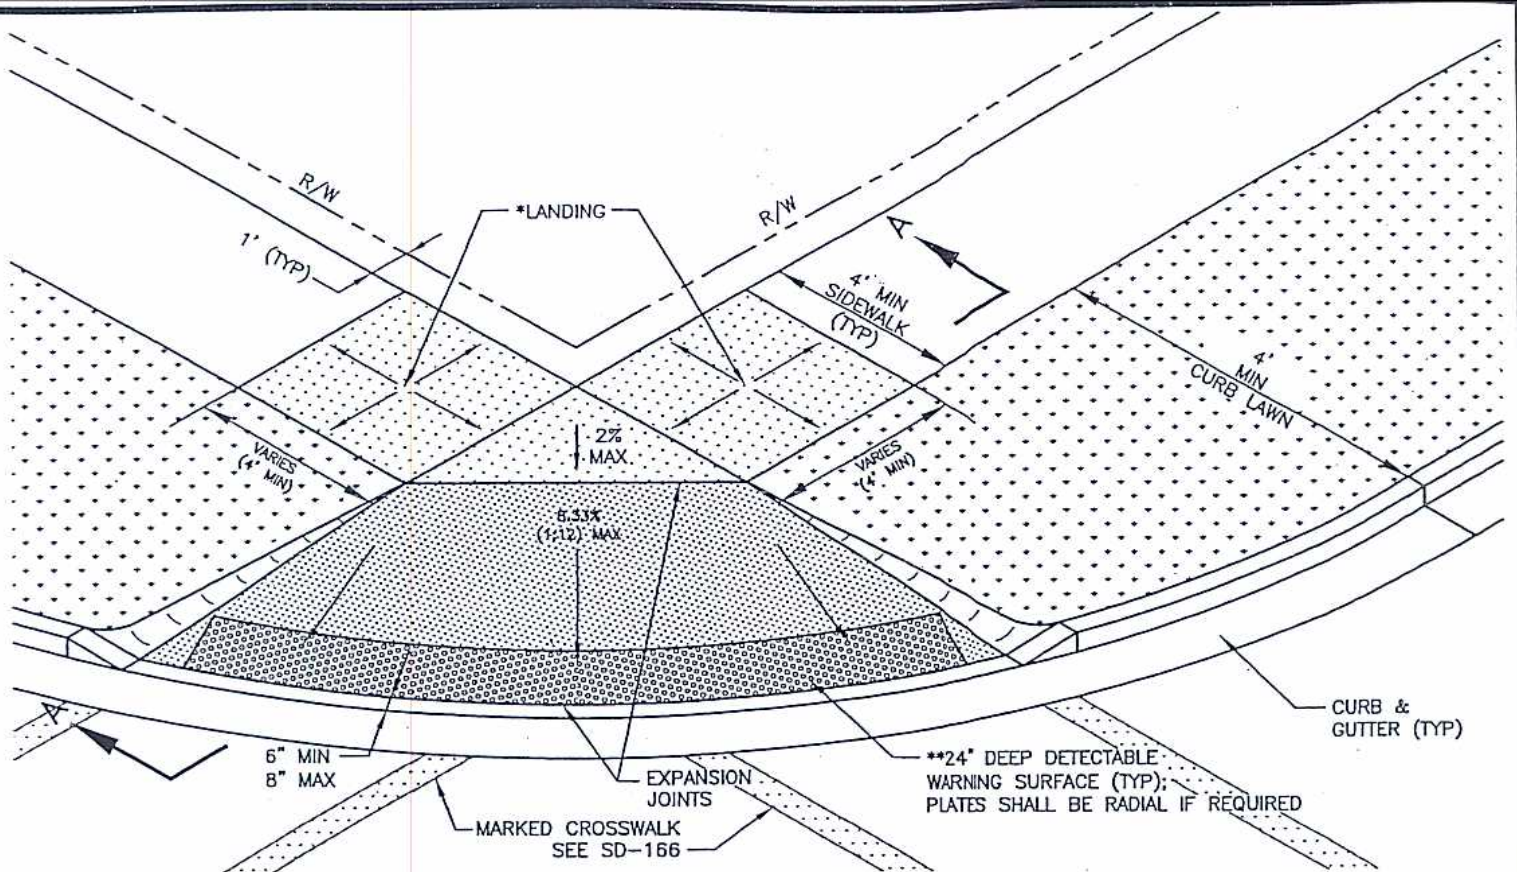 R/W
*LANDING
R/W
A
1' (TYP)
4' MIN
SIDEWALK
(TYP)
4'
MIN
CURB LAWN
2%
MAX
VARIES
(4' MIN)
VARIES
(4' MIN)
8.33%
(1:12) MAX
A
6" MIN
8" MAX
EXPANSION
JOINTS
**24" DEEP DETECTABLE
WARNING SURFACE (TYP);
PLATES SHALL BE RADIAL IF REQUIRED
CURB &
GUTTER (TYP)
MARKED CROSSWALK
SEE SD-166